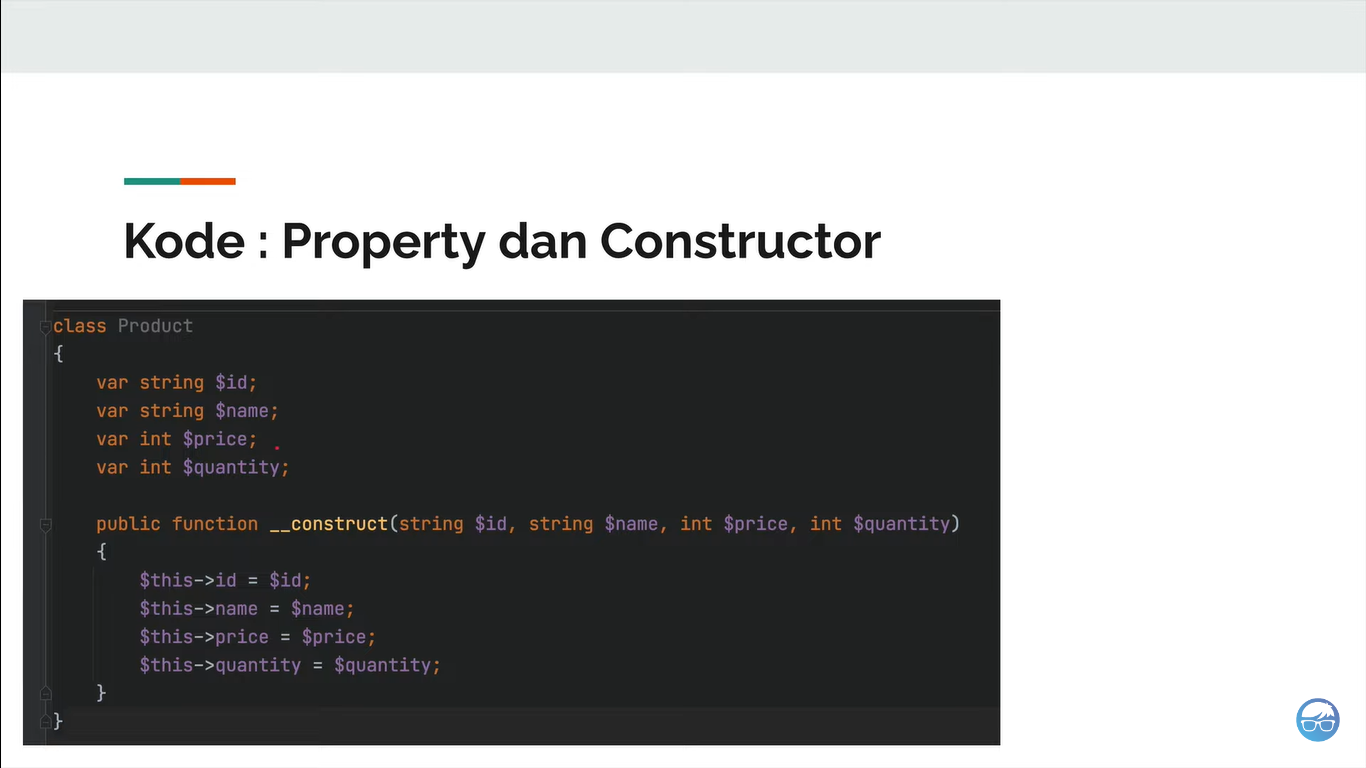 Kode : Property dan Constructor
class Product
{
var string $id;
var string $name;
var int $price;
var int $quantity;
public function __construct(string $id, string $name, int $price, int $quantity)
{
$this->id = $id;
$this->name = $name;
$this->price = $price;
$this->quantity = $quantity;
}
}